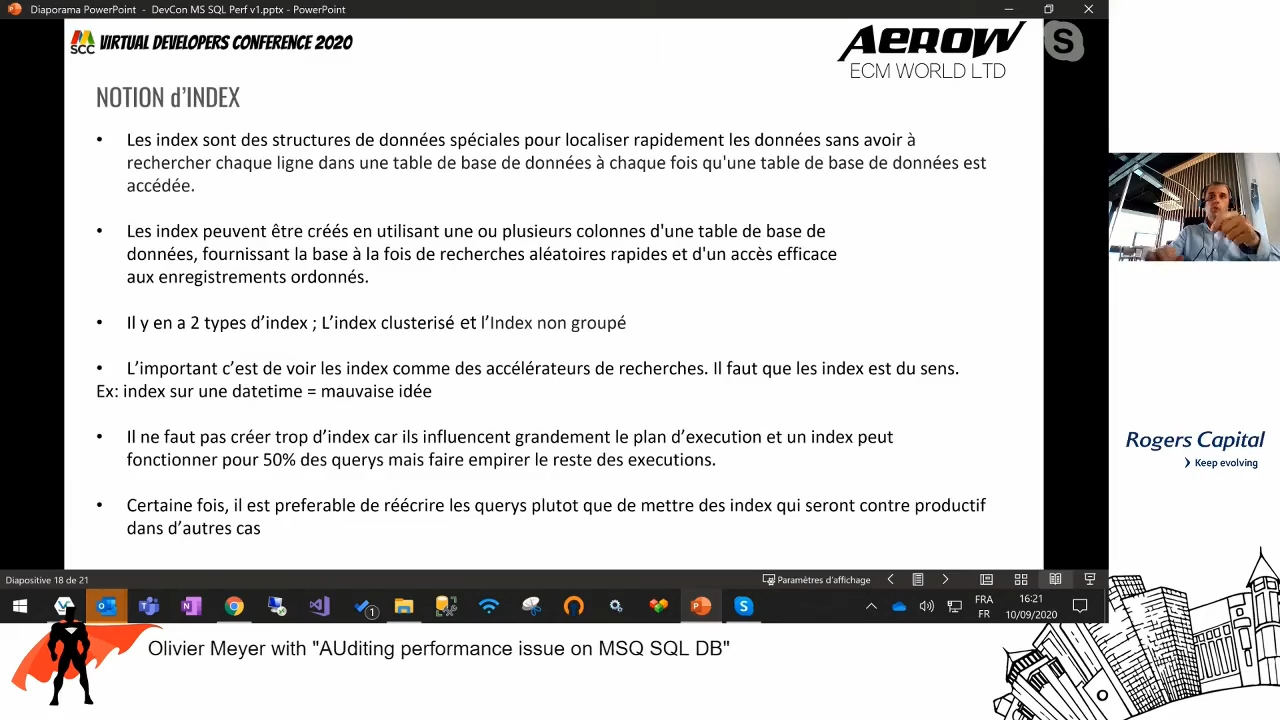 Diaporama PowerPoint - DevCon MS SQL Perf v1.pptx - PowerPoint
SCC VIRTUAL DEVELOPERS CONFERENCE 2020
AEROW
ECM WORLD LTD
S
NOTION d'INDEX
• Les index sont des structures de données spéciales pour localiser rapidement les données sans avoir à
rechercher chaque ligne dans une table de base de données à chaque fois qu'une table de base de données est
accédée.
• Les index peuvent être créés en utilisant une ou plusieurs colonnes d'une table de base de
données, fournissant la base à la fois de recherches aléatoires rapides et d'un accès efficace
aux enregistrements ordonnés.
• Il y en a 2 types d'index ; L'index clusterisé et l'Index non groupé
• L'important c'est de voir les index comme des accélérateurs de recherches. Il faut que les index est du sens.
Ex: index sur une datetime = mauvaise idée
• Il ne faut pas créer trop d'index car ils influencent grandement le plan d'execution et un index peut
fonctionner pour 50% des querys mais faire empirer le reste des executions.
• Certaine fois, il est preferable de réécrire les querys plutot que de mettre des index qui seront contre productif
dans d'autres cas
Rogers Capital
Keep evolving
Diapositive 18 de 21
Paramètres d'affichage
1
FRA
FR
16:21
10/09/2020
Olivier Meyer with "AUditing performance issue on MSQ SQL DB"